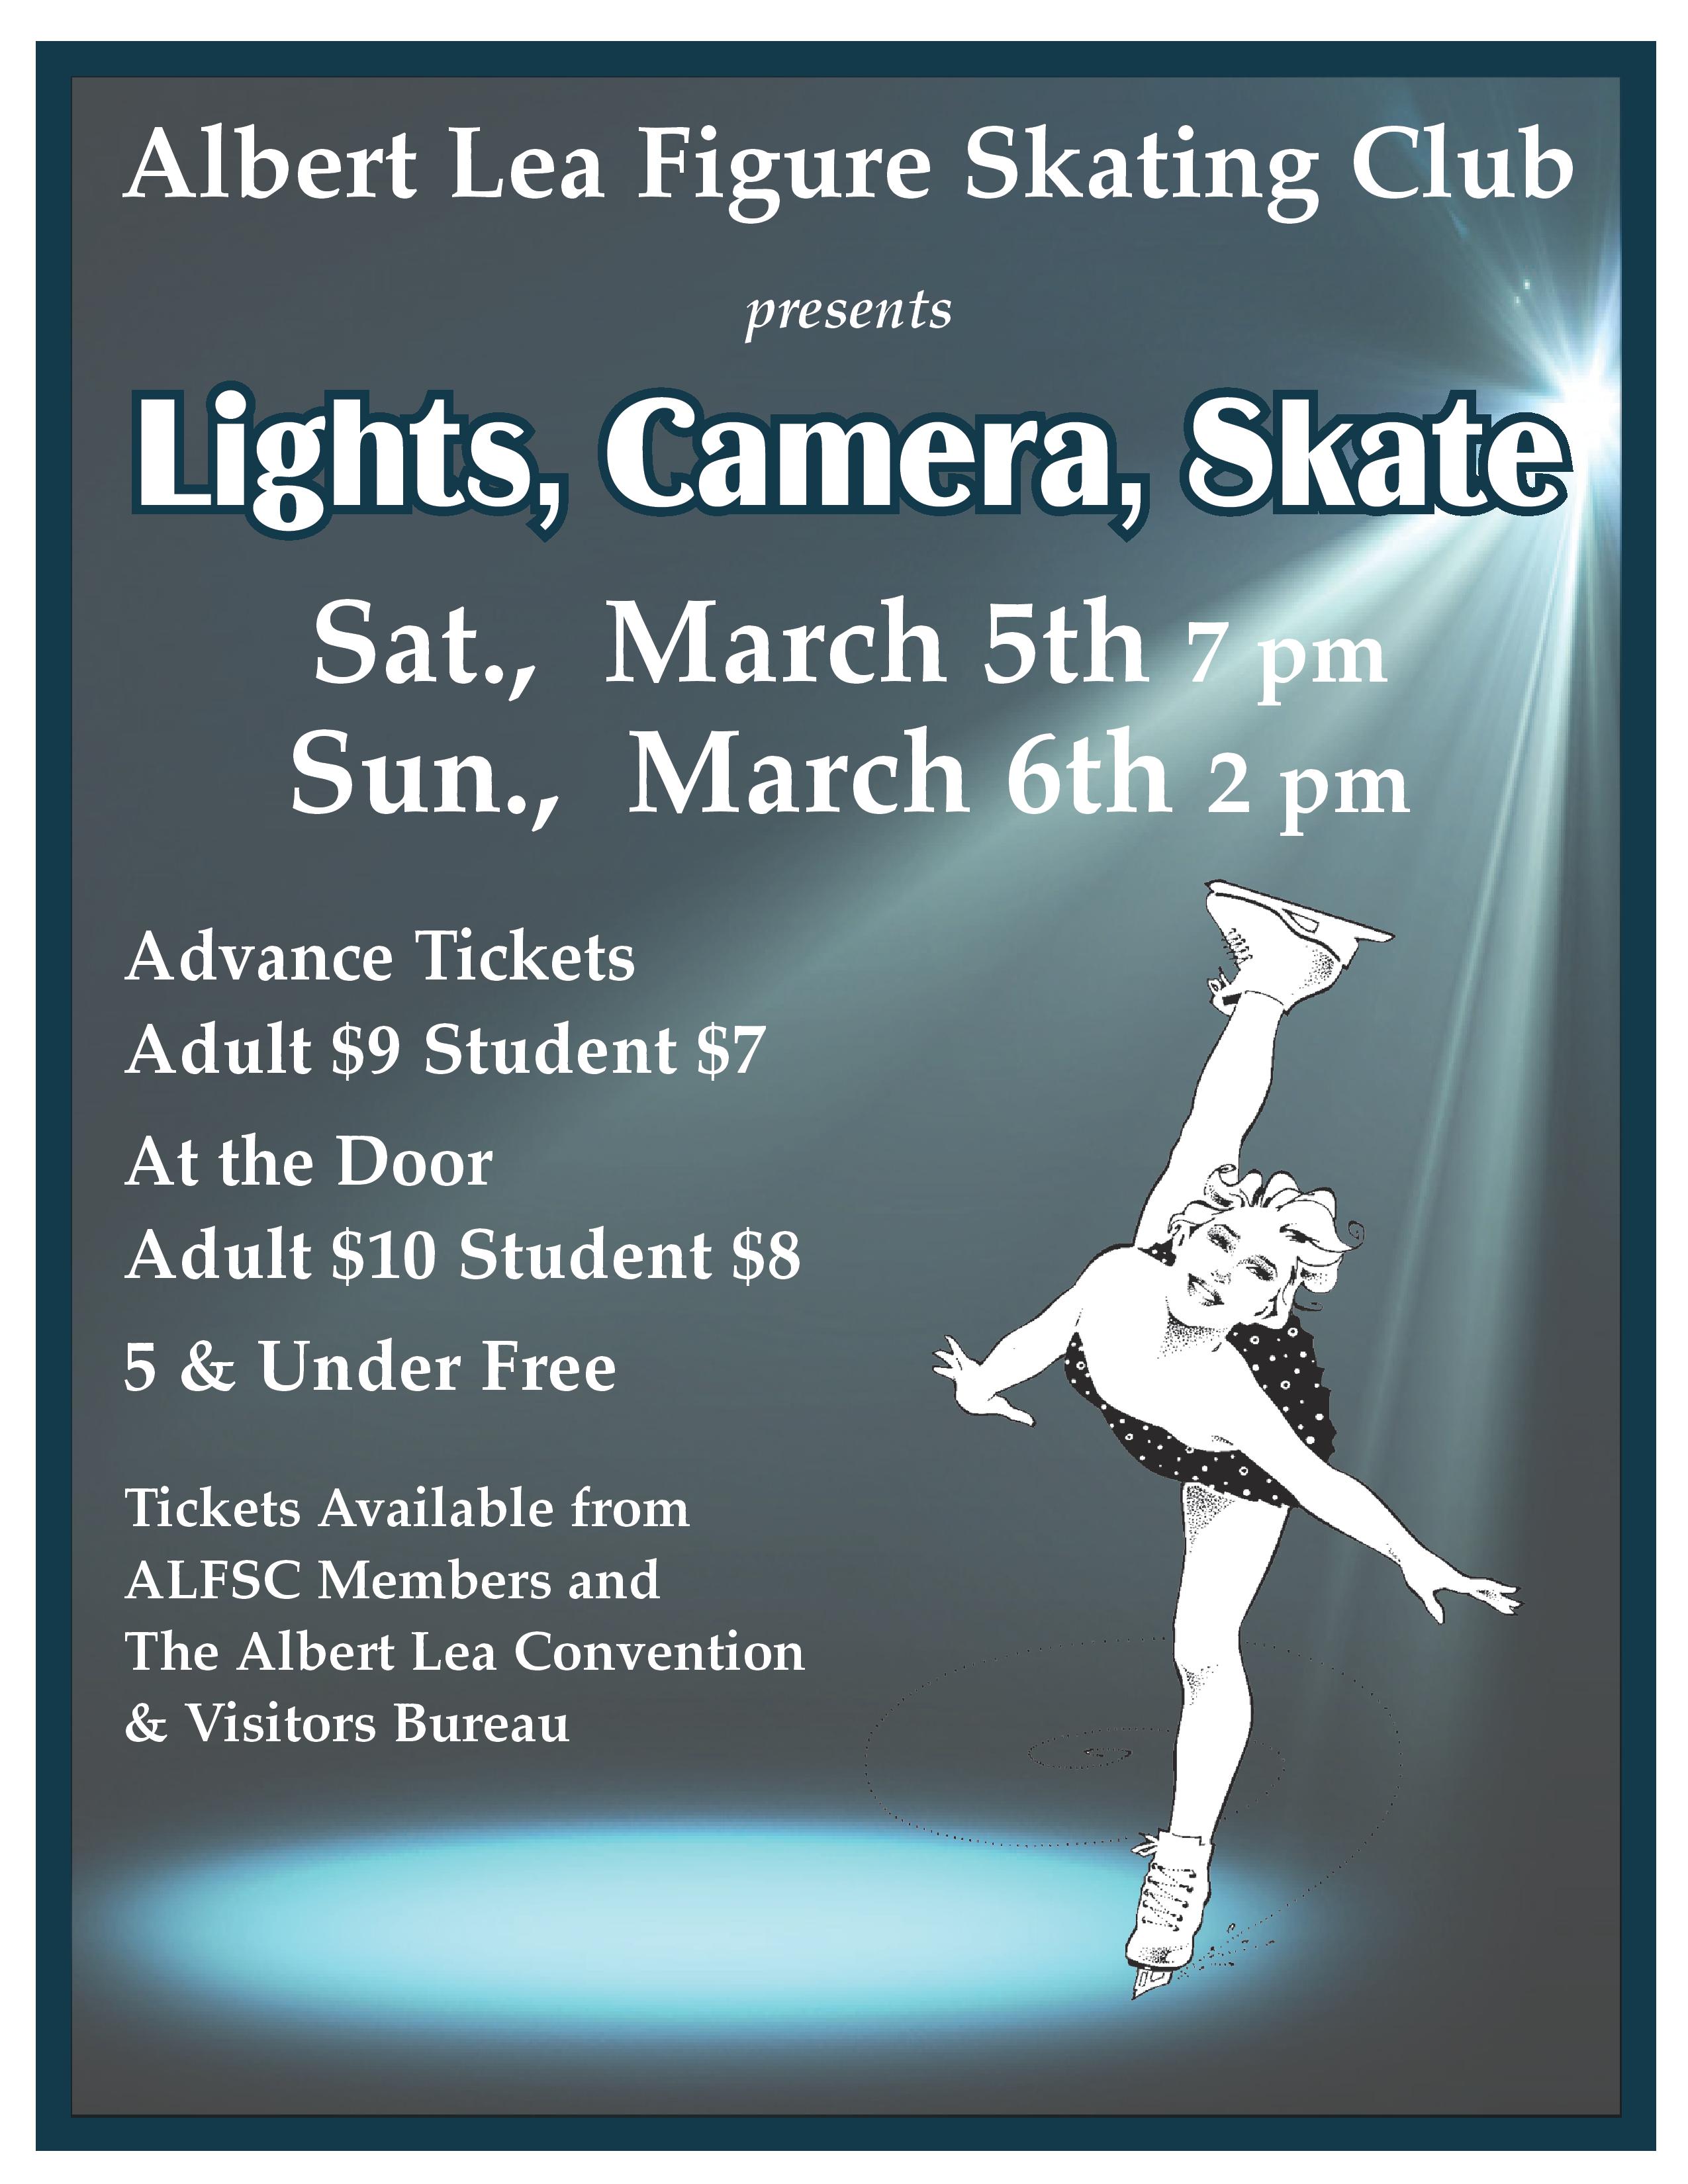 Albert Lea Figure Skating Club
presents
Lights, Camera, Skate
Sat., March 5th 7 pm
Sun., March 6th 2 pm
Advance Tickets
Adult $9 Student $7
At the Door
Adult $10 Student $8
5 & Under Free
Tickets Available from
ALFSC Members and
The Albert Lea Convention
& Visitors Bureau